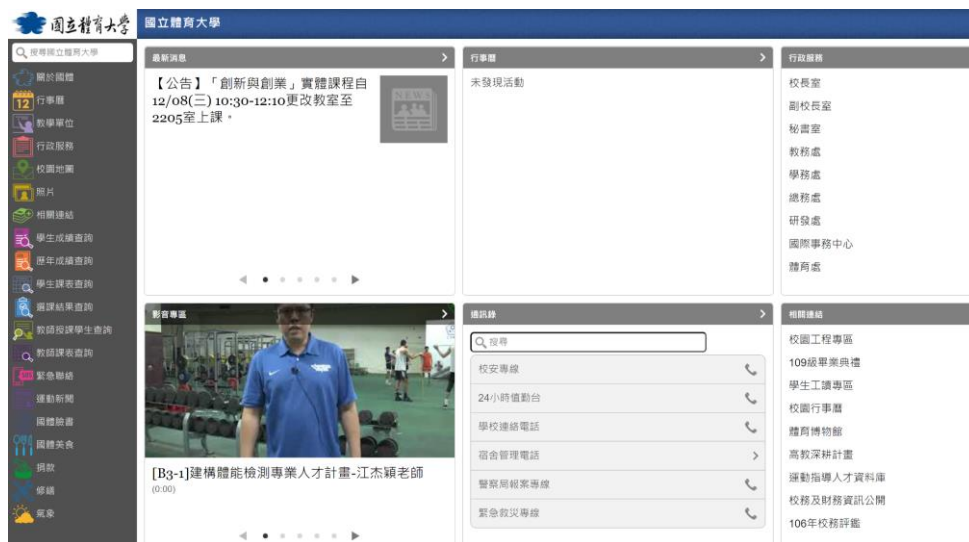 國立體育大學
國立體育大學
搜尋國立體育大學
關於國體
12
行事曆
教學單位
行政服務
校園地圖
照片
相關連結
學生成績查詢
歷年成績查詢
學生課表查詢
選課結果查詢
教師授課學生查詢
教師課表查詢
緊急聯絡
運動新聞
國體臉書
國體美食
捐款
修繕
氣象
最新消息
【公告】「創新與創業」實體課程自
12/08(三) 10:30-12:10更改教室至
2205室上課。
NEWS
行事曆
未發現活動
行政服務
校長室
副校長室
秘書室
教務處
學務處
總務處
研發處
國際事務中心
體育處
影音專區
[B3-1]建構體能檢測專業人才計畫-江杰穎老師
(0:00)
通訊錄
搜尋
校安專線
24小時值勤台
學校連絡電話
宿舍管理電話
警察局報案專線
緊急救災專線
相關連結
校園工程專區
109級畢業典禮
學生工讀專區
校園行事曆
體育博物館
高教深耕計畫
運動指導人才資料庫
校務及財務資訊公開
106年校務評鑑